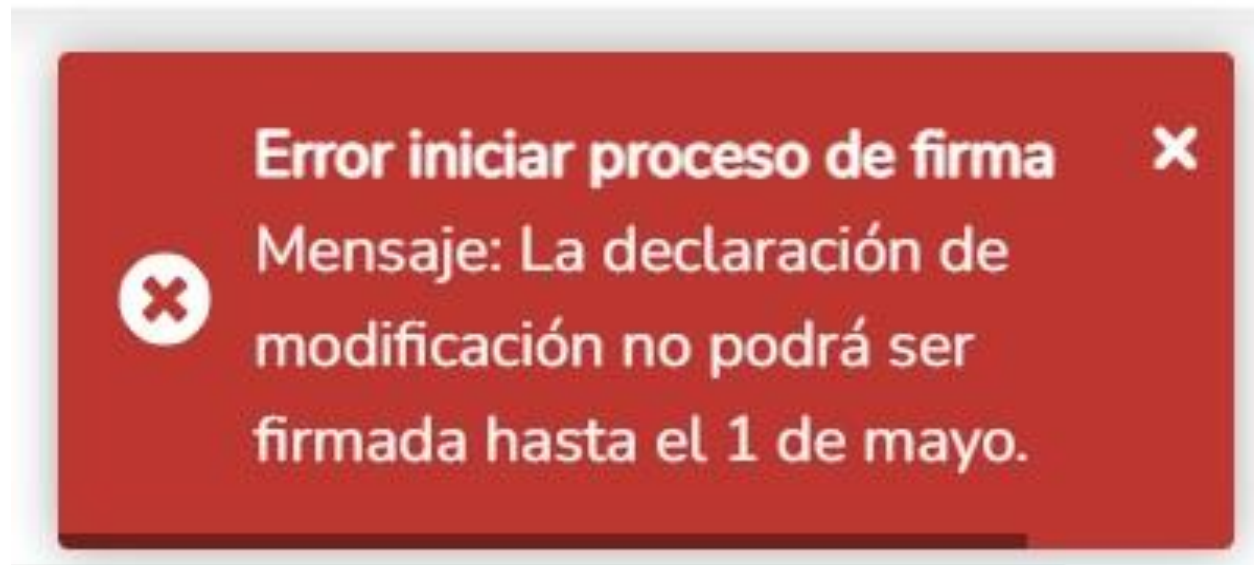 Error iniciar proceso de firma
Mensaje: La declaración de
modificación no podrá ser
firmada hasta el 1 de mayo.